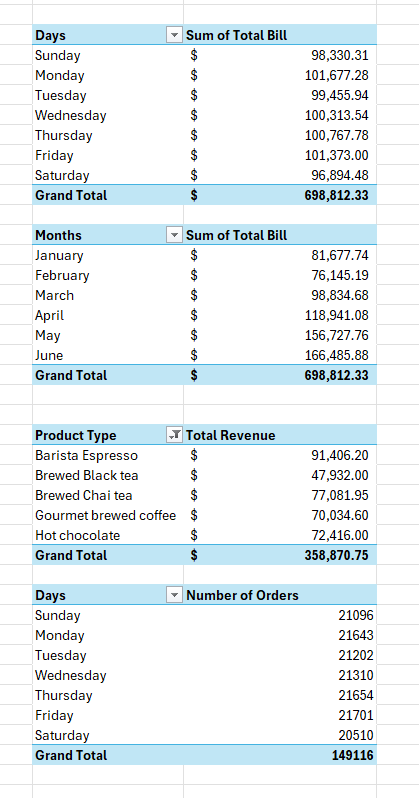 Days Sum of Total Bill
Sunday $ 98,330.31
Monday $ 101,677.28
Tuesday $ 99,455.94
Wednesday $ 100,313.54
Thursday $ 100,767.78
Friday $ 101,373.00
Saturday $ 96,894.48
Grand Total $ 698,812.33
Months Sum of Total Bill
January $ 81,677.74
February $ 76,145.19
March $ 98,834.68
April $ 118,941.08
May $ 156,727.76
June $ 166,485.88
Grand Total $ 698,812.33
Product Type Total Revenue
Barista Espresso $ 91,406.20
Brewed Black tea $ 47,932.00
Brewed Chai tea $ 77,081.95
Gourmet brewed coffee $ 70,034.60
Hot chocolate $ 72,416.00
Grand Total $ 358,870.75
Days Number of Orders
Sunday 21096
Monday 21643
Tuesday 21202
Wednesday 21310
Thursday 21654
Friday 21701
Saturday 20510
Grand Total 149116